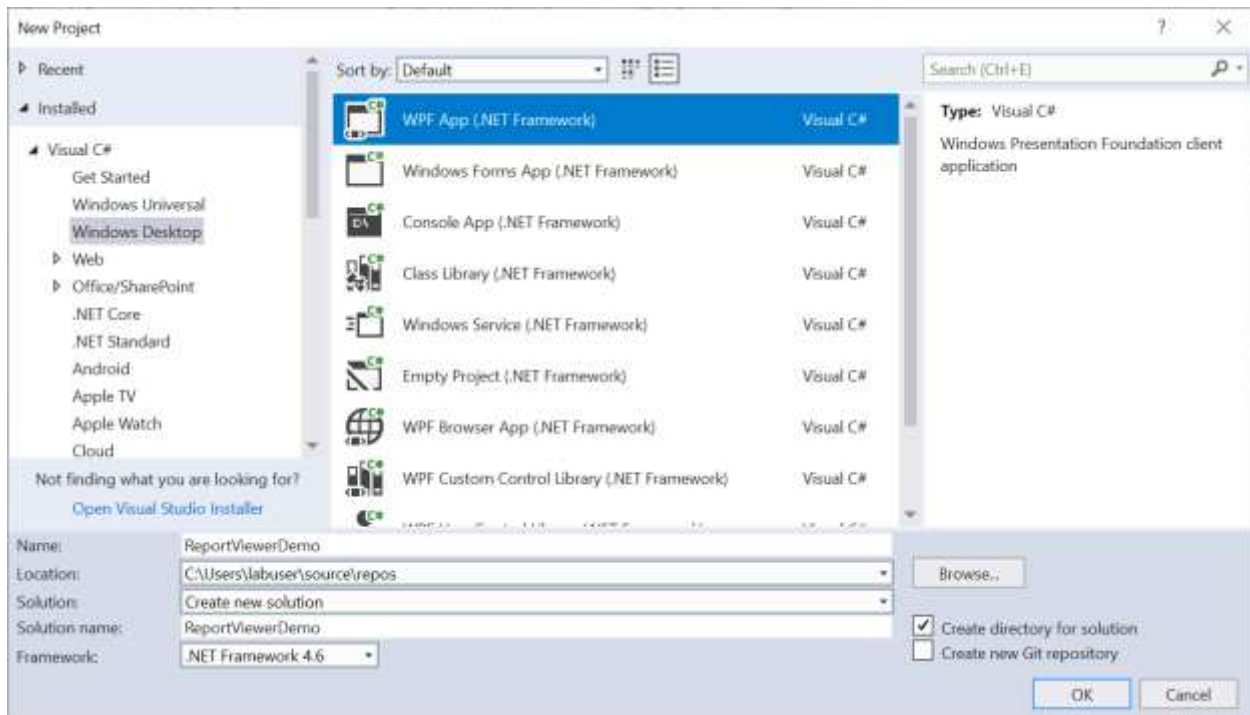 New Project
?
Recent
Installed
Visual C#
Get Started
Windows Universal
Windows Desktop
Web
Office/SharePoint
.NET Core
.NET Standard
Android
Apple TV
Apple Watch
Cloud
Not finding what you are looking for?
Open Visual Studio Installer
Sort by: Default
WPF App (.NET Framework) Visual C#
Windows Forms App (.NET Framework) Visual C#
Console App (.NET Framework) Visual C#
Class Library (.NET Framework) Visual C#
Windows Service (.NET Framework) Visual C#
Empty Project (.NET Framework) Visual C#
WPF Browser App (.NET Framework) Visual C#
WPF Custom Control Library (.NET Framework) Visual C#
Search (Ctrl+E)
Type: Visual C#
Windows Presentation Foundation client
application
Name: ReportViewerDemo
Location: C:\Users\labuser\source\repos
Browse...
Solution: Create new solution
Solution name: ReportViewerDemo
Create directory for solution
Framework: .NET Framework 4.6
Create new Git repository
OK Cancel